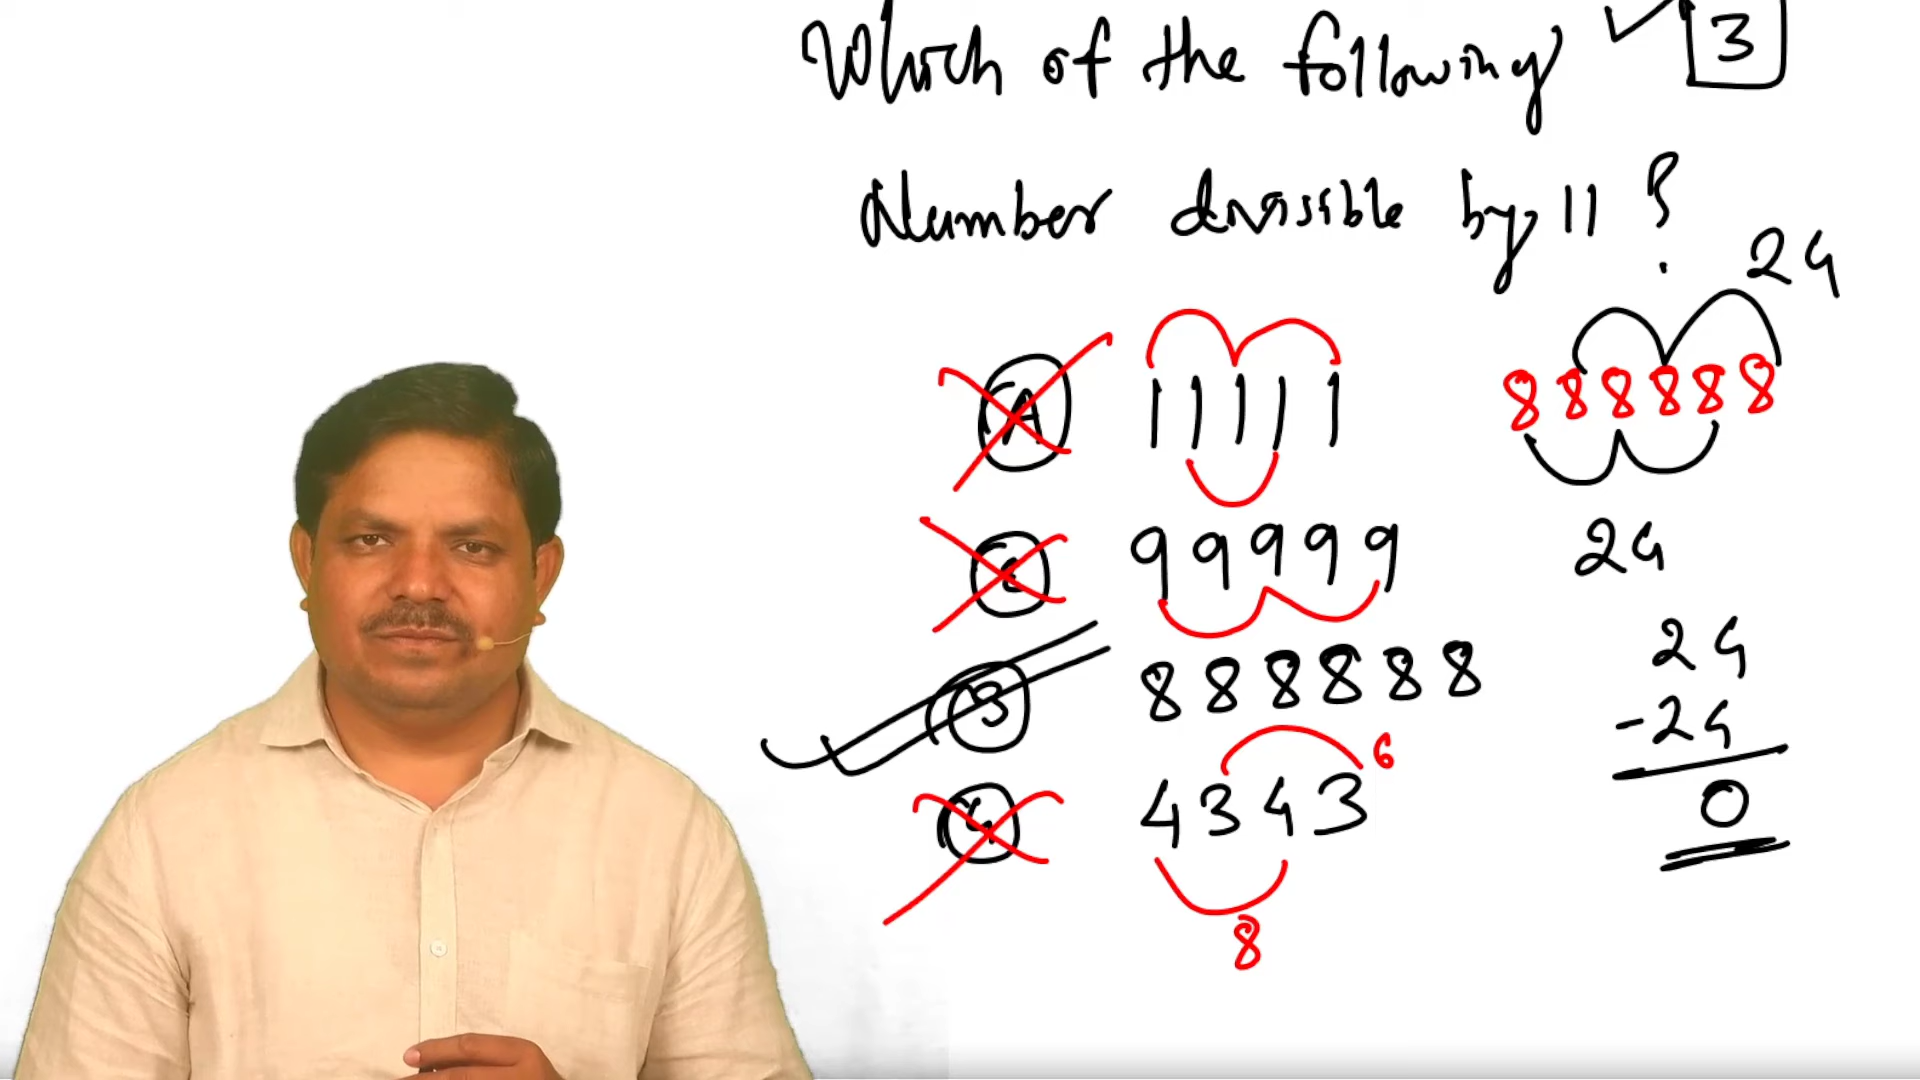 Which of the following ✓ 3
Number divisible by 11 ?
24
A 11111 888888
2 99999 24
3 888888 24
-24
4 4343 6 0
8